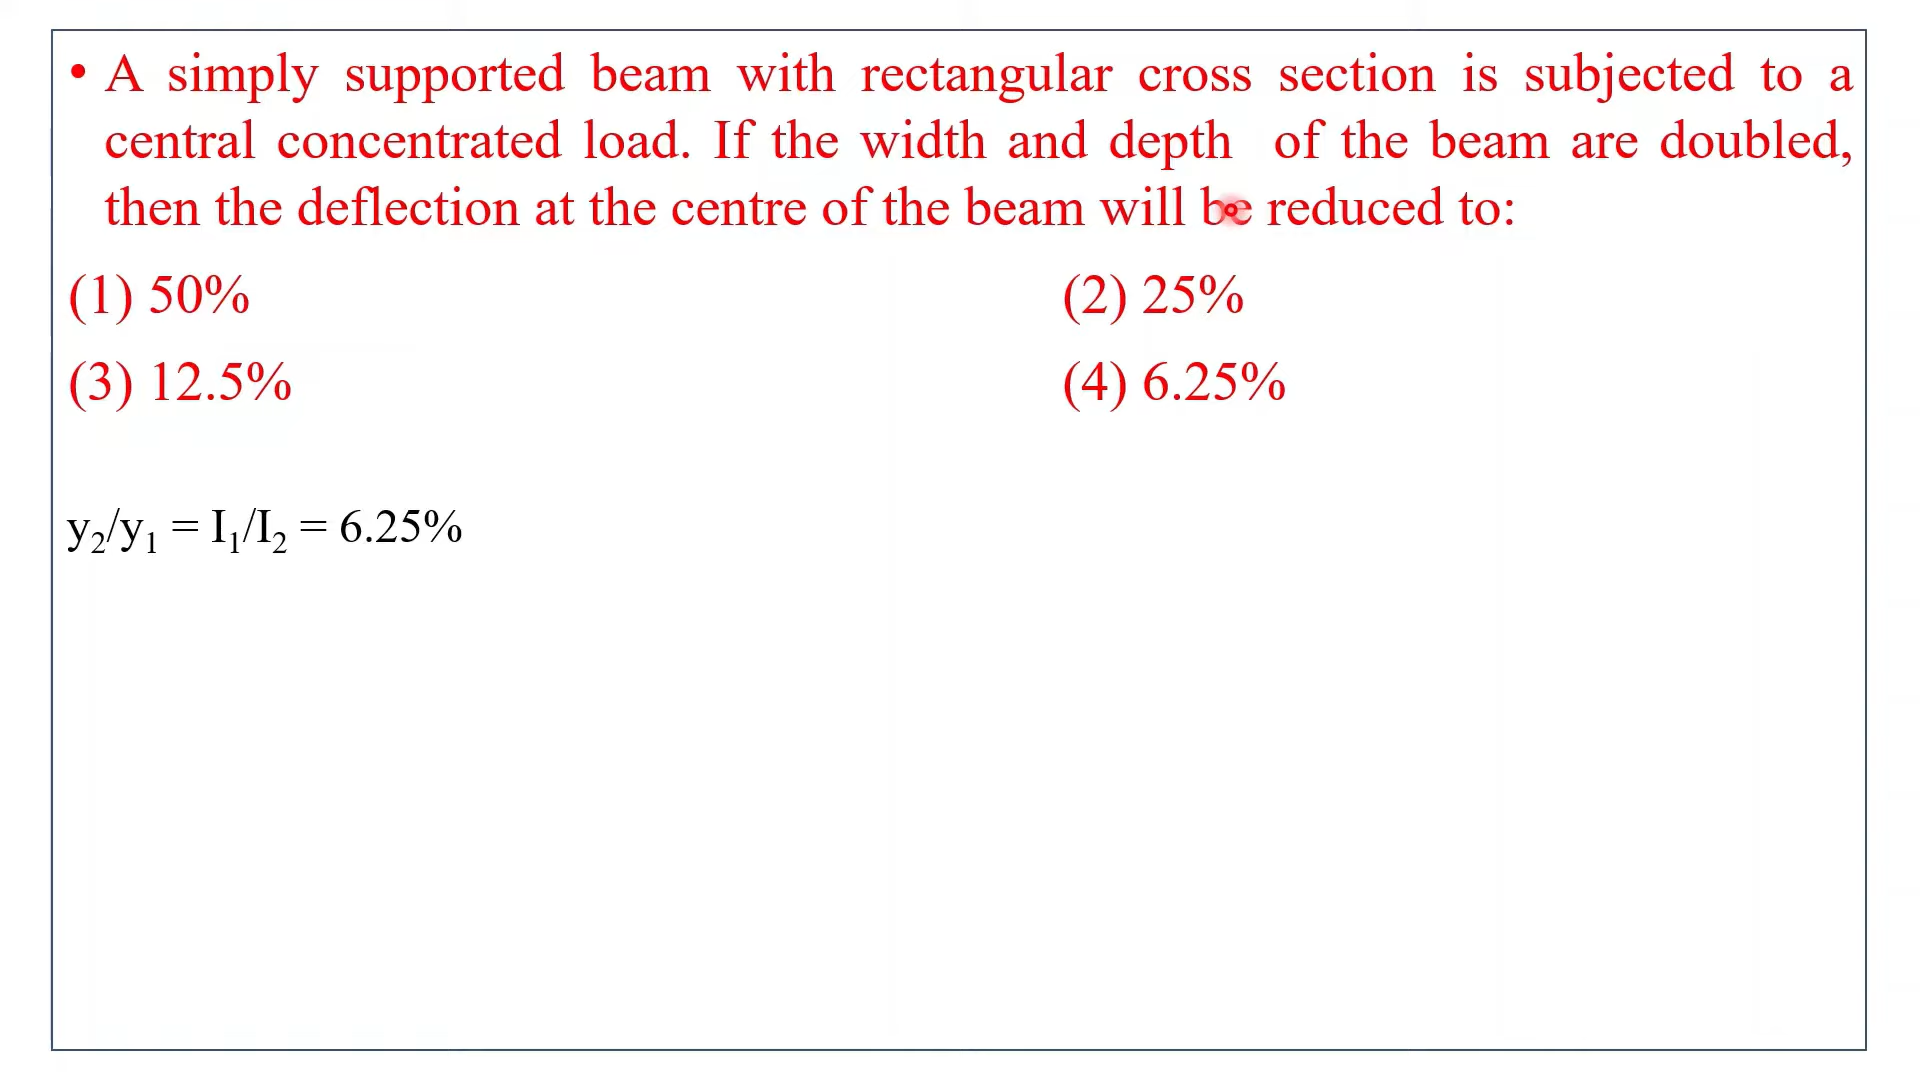 • A simply supported beam with rectangular cross section is subjected to a
central concentrated load. If the width and depth of the beam are doubled,
then the deflection at the centre of the beam will be reduced to:
(1) 50% (2) 25%
(3) 12.5% (4) 6.25%
y₂/y₁ = I₁/I₂ = 6.25%